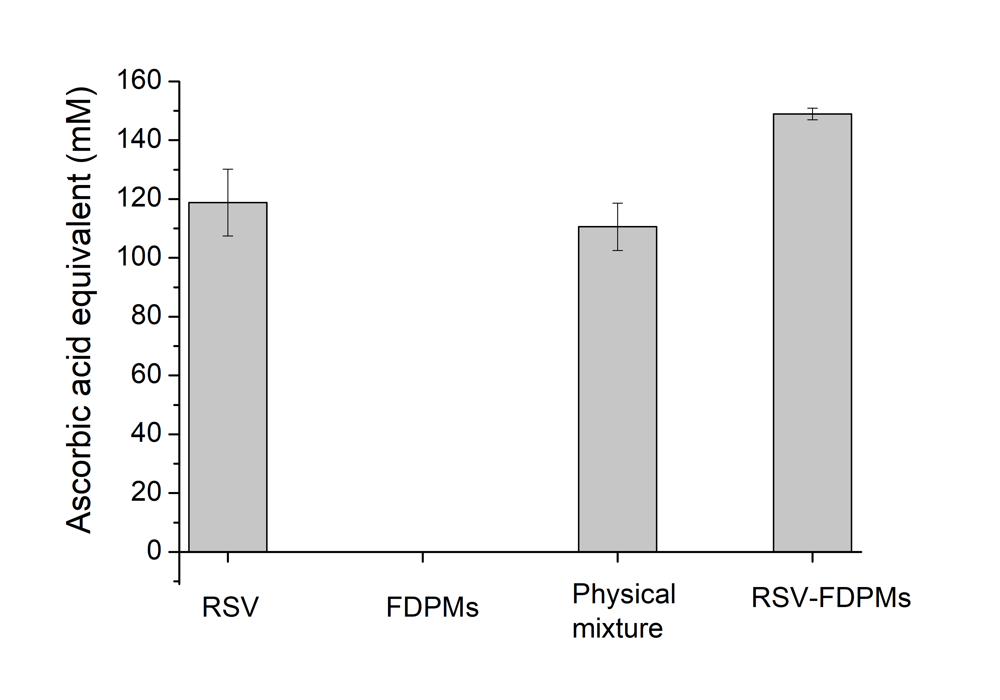 Ascorbic acid equivalent (mM)
160
140
120
100
80
60
40
20
0
RSV
FDPMs
Physical
mixture
RSV-FDPMs